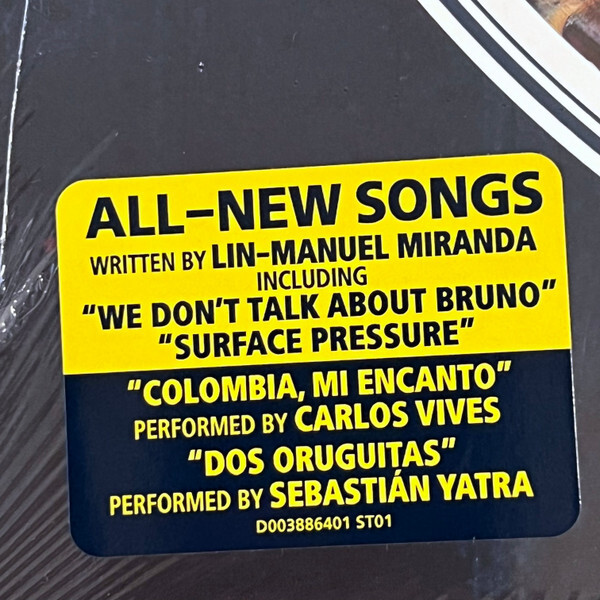 ALL-NEW SONGS
WRITTEN BY LIN-MANUEL MIRANDA
INCLUDING
“WE DON'T TALK ABOUT BRUNO”
“SURFACE PRESSURE”
“COLOMBIA, MI ENCANTO”
PERFORMED BY CARLOS VIVES
“DOS ORUGUITAS”
PERFORMED BY SEBASTIÁN YATRA
D003886401 ST01